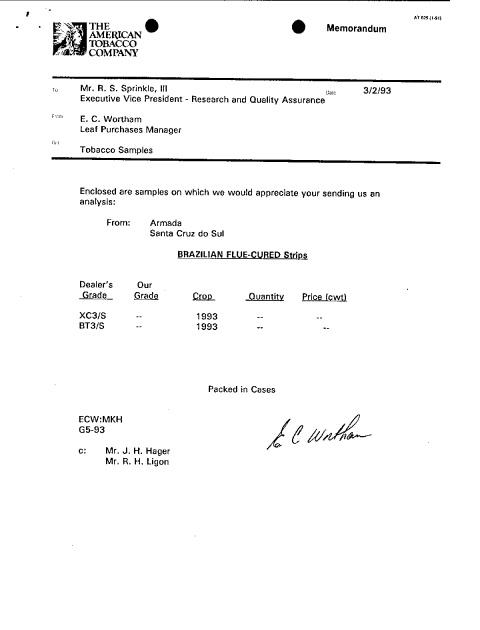 AT 025 (1-91)
THE
AMERICAN
TOBACCO
COMPANY
Memorandum
To Mr. R. S. Sprinkle, III Date 3/2/93
Executive Vice President - Research and Quality Assurance
From E. C. Wortham
Leaf Purchases Manager
Tobacco Samples
Enclosed are samples on which we would appreciate your sending us an
analysis:
From: Armada
Santa Cruz do Sul
BRAZILIAN FLUE-CURED Strips
Dealer's Our
Grade Grade Crop Quantity Price (cwt)
XC3/S -- 1993 -- --
BT3/S -- 1993 -- --
Packed in Cases
ECW:MKH
G5-93
E C Wortham
c: Mr. J. H. Hager
Mr. R. H. Ligon